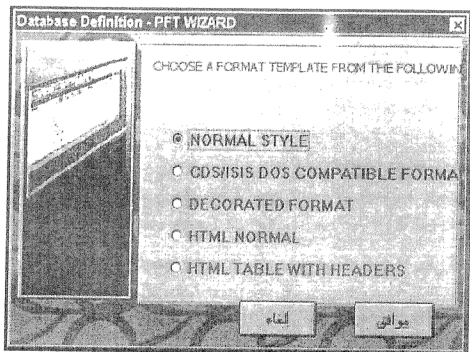 Database Definition - PFT WIZARD
CHOOSE A FORMAT TEMPLATE FROM THE FOLLOWIN
NORMAL STYLE
CDS/ISIS DOS COMPATIBLE FORMA
DECORATED FORMAT
HTML NORMAL
HTML TABLE WITH HEADERS
موافق
إلغاء